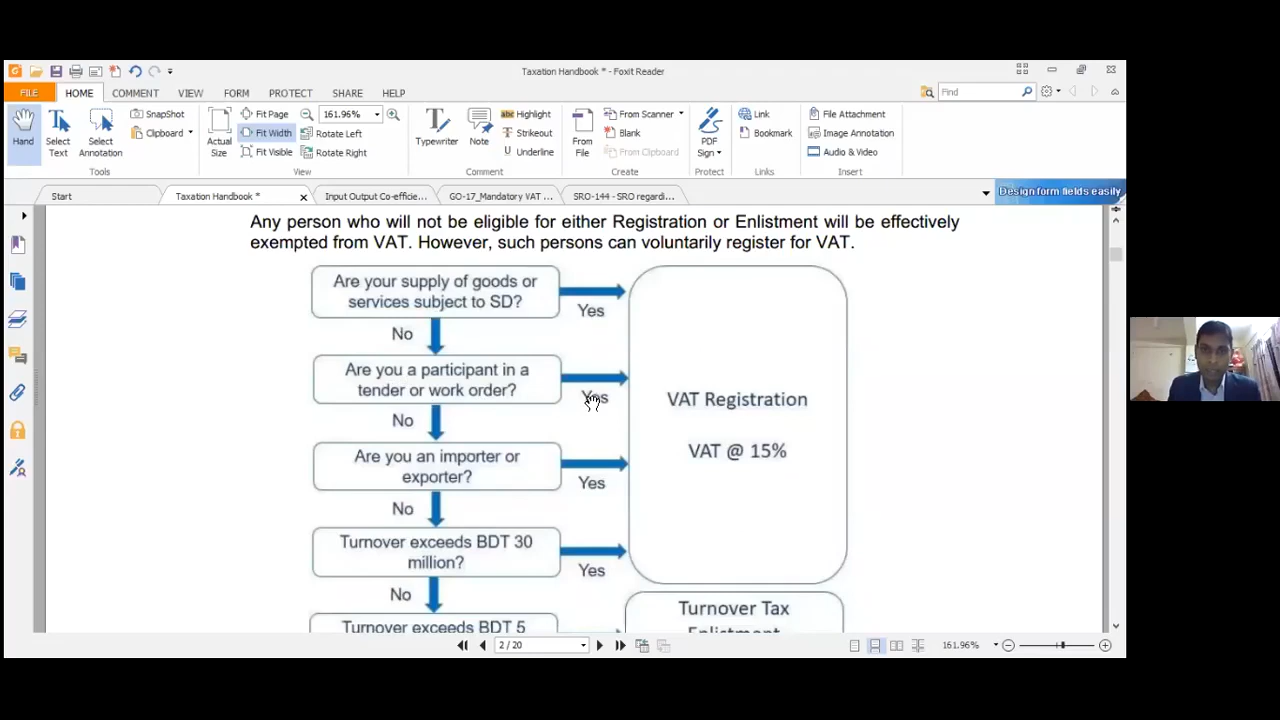 Taxation Handbook * - Foxit Reader
FILE HOME COMMENT VIEW FORM PROTECT SHARE HELP
Find
Hand
Select Text
Select Annotation
SnapShot
Clipboard
Tools
Actual Size
Fit Page
Fit Width
Fit Visible
161.96%
Rotate Left
Rotate Right
View
Typewriter
Note
Highlight
Strikeout
Underline
Comment
From File
From Scanner
Blank
From Clipboard
Create
PDF Sign
Protect
Link
Bookmark
Links
File Attachment
Image Annotation
Audio & Video
Insert
Start
Taxation Handbook *
Input Output Co-efficie...
GO-17_Mandatory VAT ...
SRO-144 - SRO regardi...
Design form fields easily
Any person who will not be eligible for either Registration or Enlistment will be effectively
exempted from VAT. However, such persons can voluntarily register for VAT.
Are your supply of goods or
services subject to SD?
Yes
No
Are you a participant in a
tender or work order?
Yes
No
Are you an importer or
exporter?
Yes
No
Turnover exceeds BDT 30
million?
Yes
No
VAT Registration
VAT @ 15%
Turnover exceeds BDT 5
Turnover Tax
Enlistment
2 / 20
161.96%